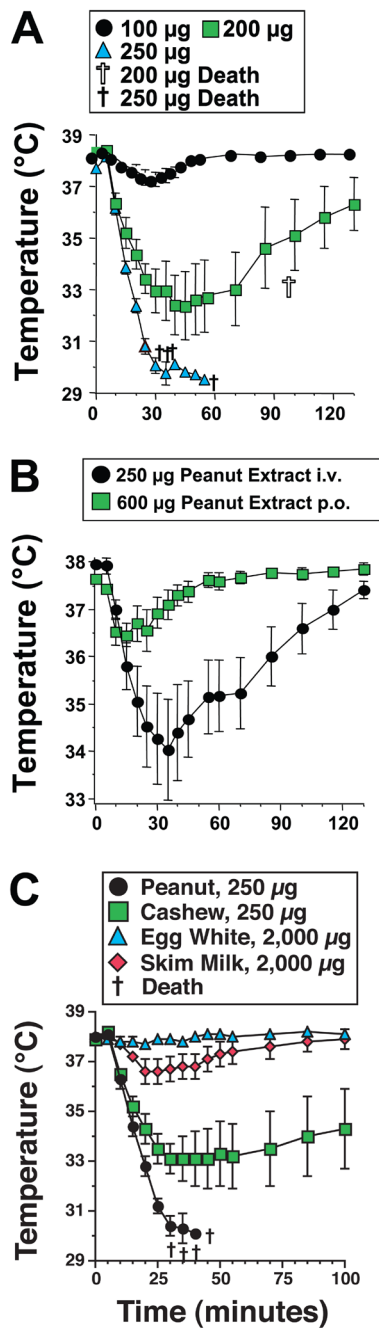 A
100 µg 200 µg
250 µg
200 µg Death
† 250 µg Death
Temperature (°C)
39
37
35
33
31
29
† † †
†
0 30 60 90 120
B
250 µg Peanut Extract i.v.
600 µg Peanut Extract p.o.
Temperature (°C)
38
37
36
35
34
33
0 30 60 90 120
C
Peanut, 250 µg
Cashew, 250 µg
Egg White, 2,000 µg
Skim Milk, 2,000 µg
† Death
Temperature (°C)
39
37
35
33
31
29
† † † †
0 25 50 75 100
Time (minutes)